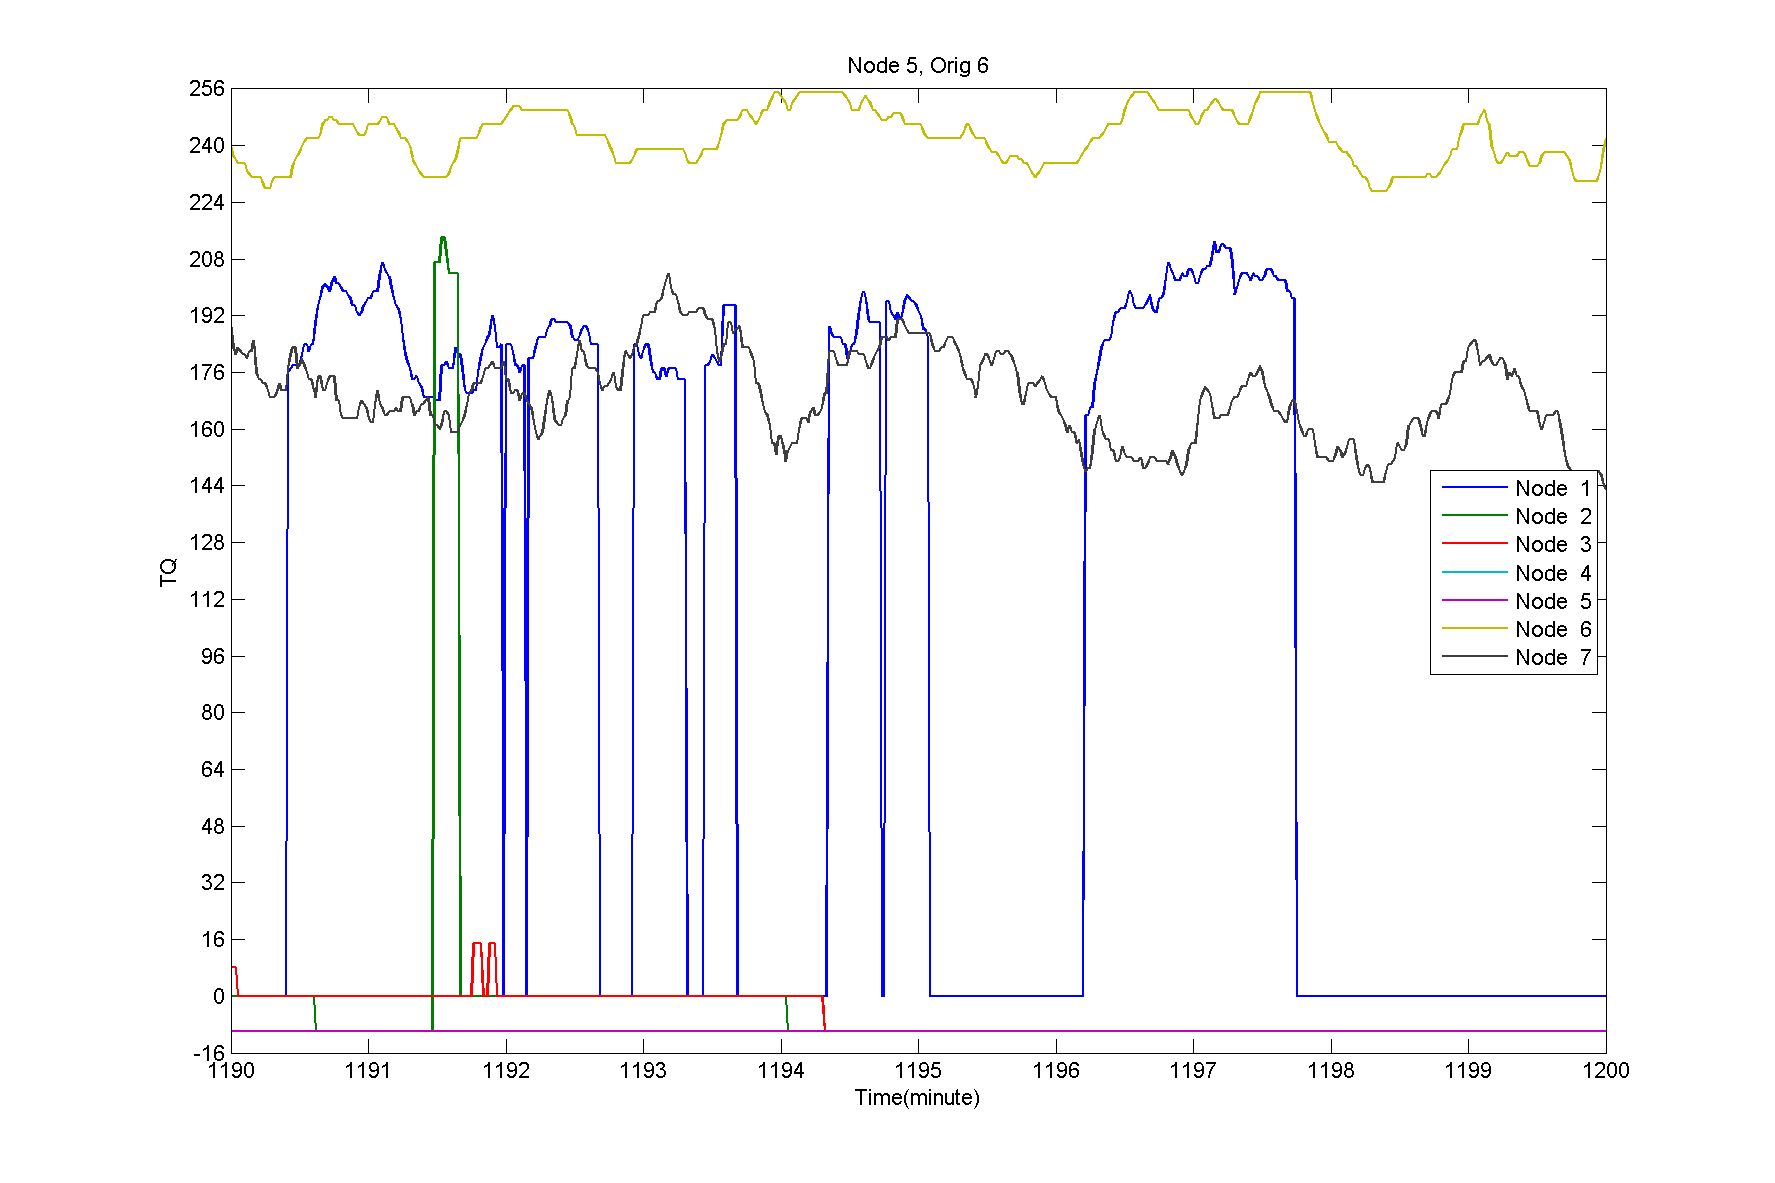 Node 5, Orig 6
256
240
224
208
192
176
160
144
128
112
96
80
64
48
32
16
0
-16
TQ
Node 1
Node 2
Node 3
Node 4
Node 5
Node 6
Node 7
1190 1191 1192 1193 1194 1195 1196 1197 1198 1199 1200
Time(minute)